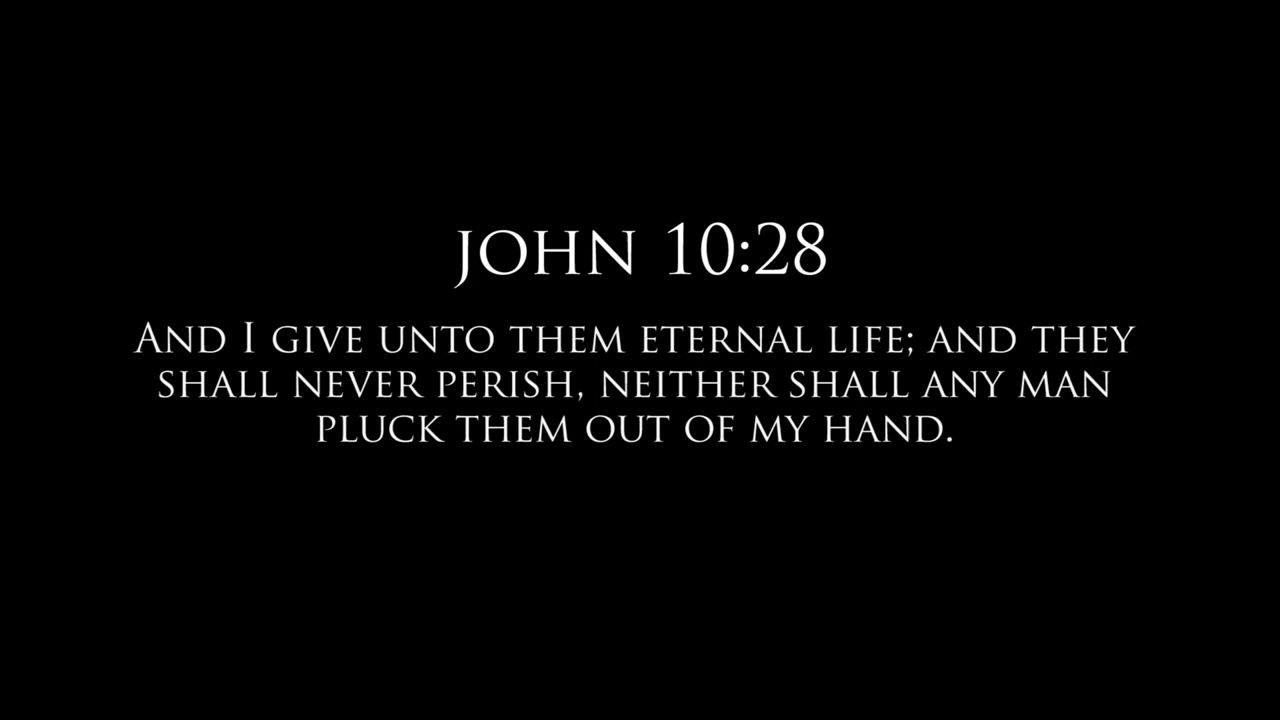 JOHN 10:28
AND I GIVE UNTO THEM ETERNAL LIFE; AND THEY
SHALL NEVER PERISH, NEITHER SHALL ANY MAN
PLUCK THEM OUT OF MY HAND.